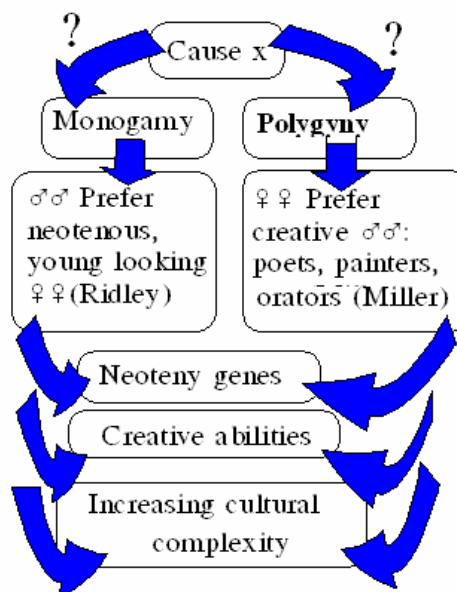 ? ?
Cause x
Monogamy
Polygyny
♂♂ Prefer
neotenous,
young looking
♀♀(Ridley)
♀ ♀ Prefer
creative ♂♂:
poets, painters,
orators (Miller)
Neoteny genes
Creative abilities
Increasing cultural
complexity